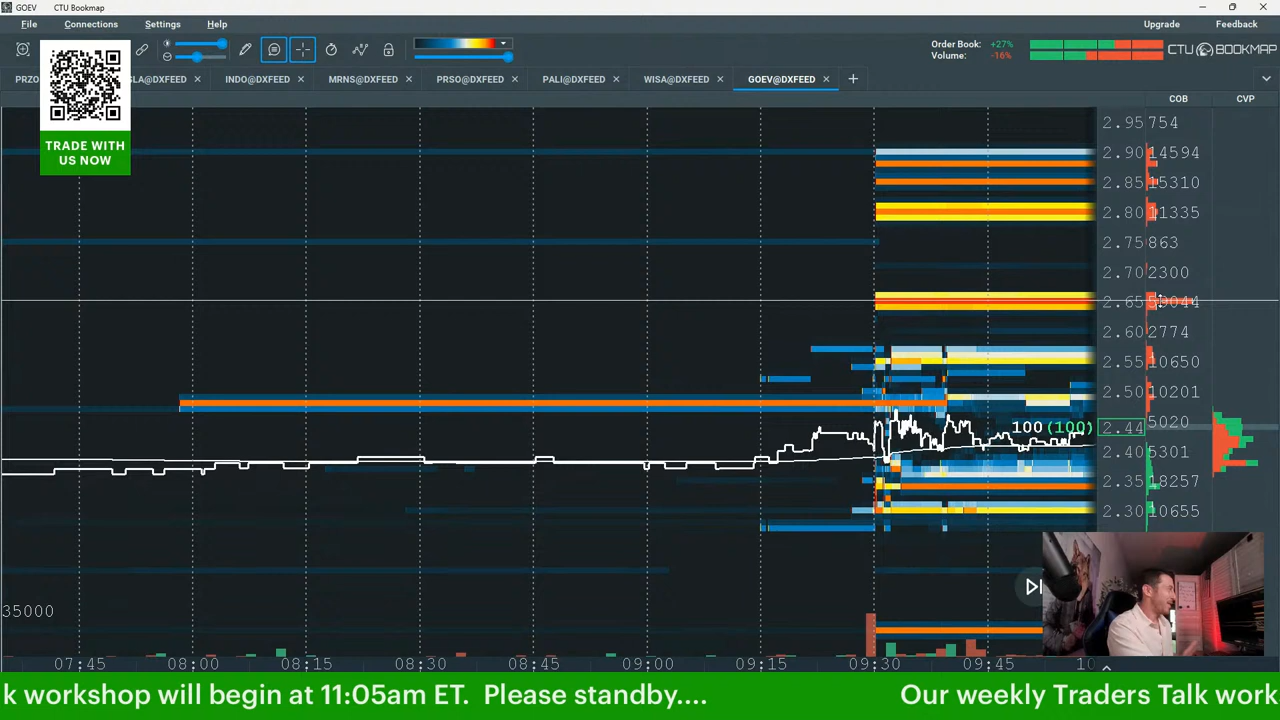 GOEV CTU Bookmap
File Connections Settings Help Upgrade Feedback
Order Book: +27%
Volume: -16%
CTU BOOKMAP
PRZO SLA@DXFEED INDO@DXFEED MRNS@DXFEED PRSO@DXFEED PALI@DXFEED WISA@DXFEED GOEV@DXFEED
TRADE WITH
US NOW
COB CVP
2.95 754
2.90 14594
2.85 15310
2.80 11335
2.75 863
2.70 2300
2.65 59044
2.60 2774
2.55 10650
2.50 10201
5020
100 (100) 2.44
2.40 5301
2.35 18257
2.30 10655
35000
07:45 08:00 08:15 08:30 08:45 09:00 09:15 09:30 09:45 10
k workshop will begin at 11:05am ET. Please standby.... Our weekly Traders Talk work